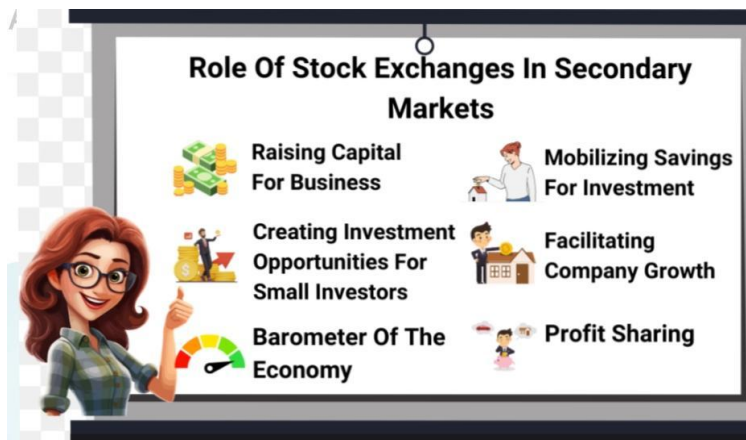 Role Of Stock Exchanges In Secondary
Markets
Raising Capital
For Business
Mobilizing Savings
For Investment
Creating Investment
Opportunities For
Small Investors
Facilitating
Company Growth
Barometer Of The
Economy
Profit Sharing